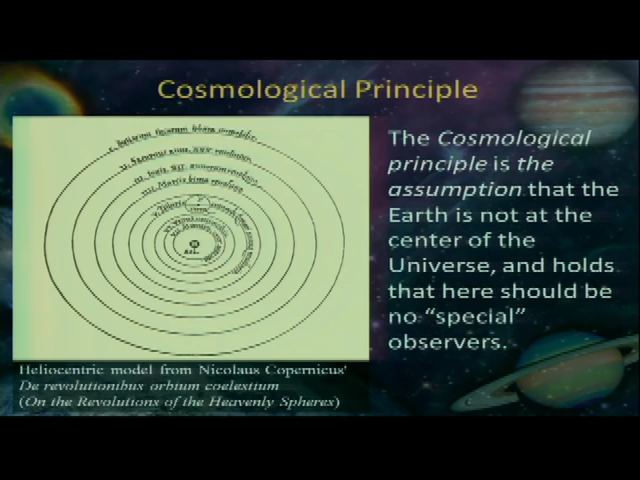 Cosmological Principle
The Cosmological
principle is the
assumption that the
Earth is not at the
center of the
Universe, and holds
that here should be
no “special”
observers.
Heliocentric model from Nicolaus Copernicus'
De revolutionibus orbium coelestium
(On the Revolutions of the Heavenly Spheres)